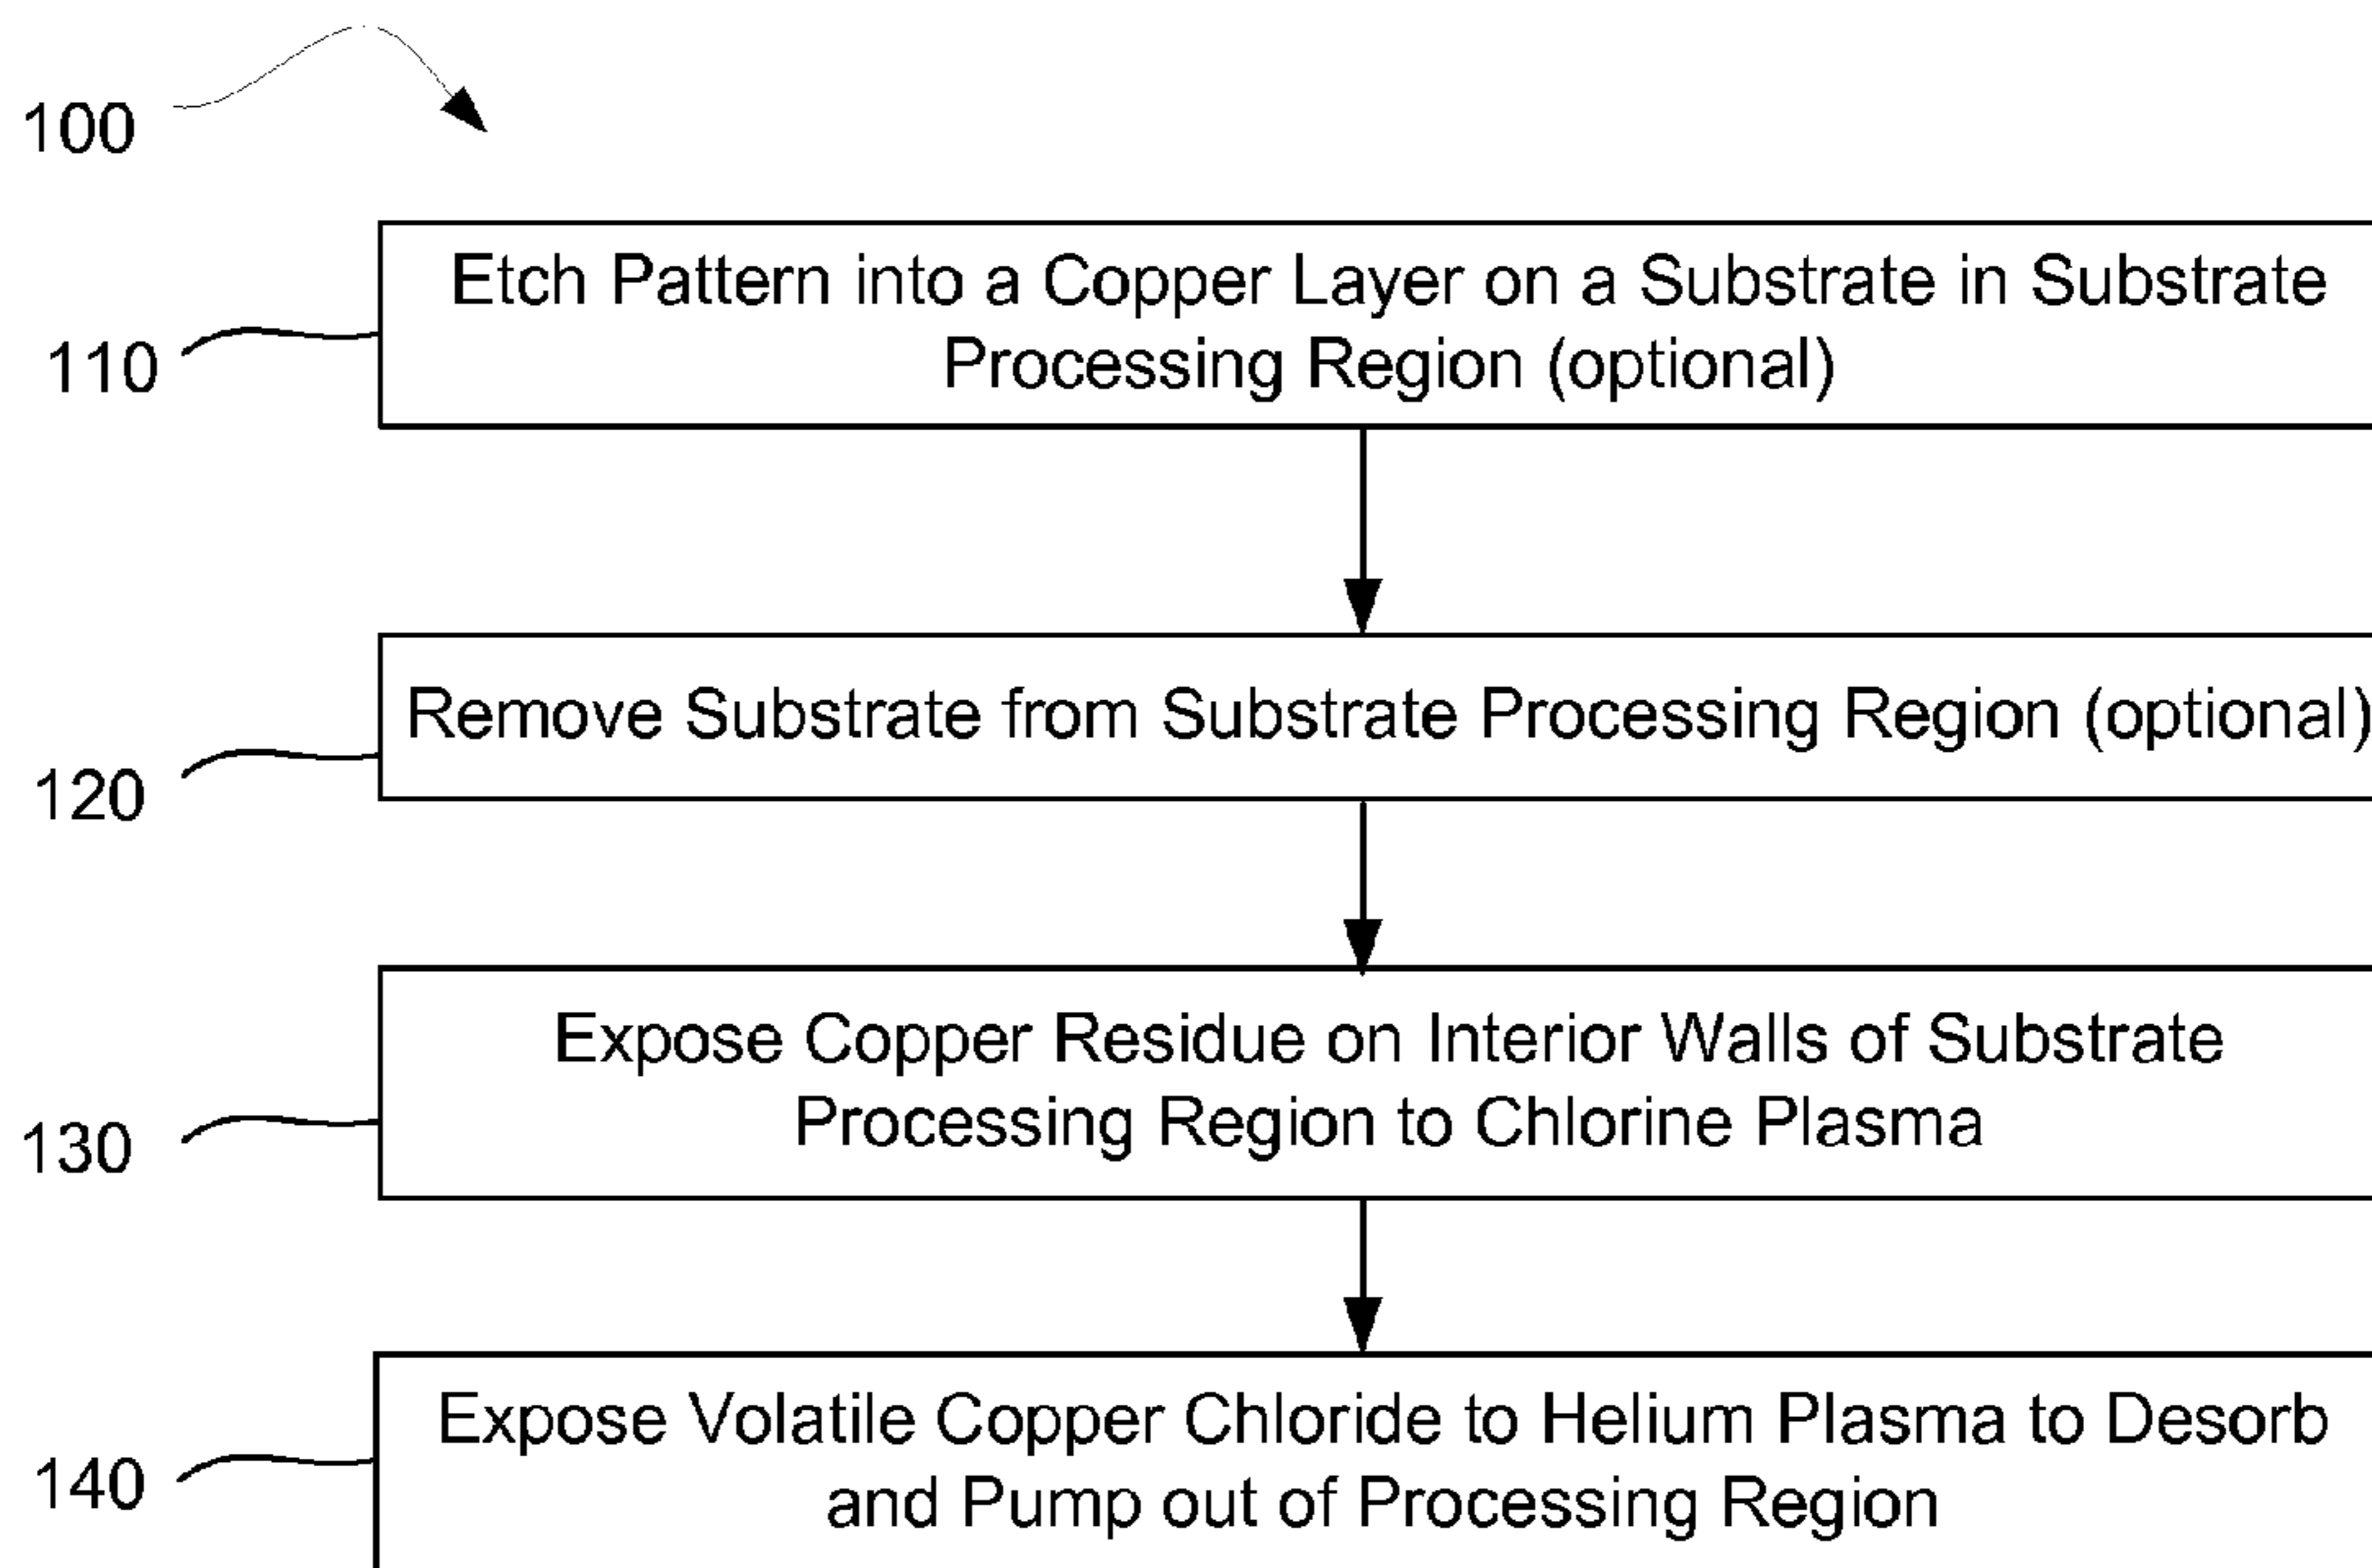 100
Etch Pattern into a Copper Layer on a Substrate in Substrate
Processing Region (optional)
110
Remove Substrate from Substrate Processing Region (optional)
120
Expose Copper Residue on Interior Walls of Substrate
Processing Region to Chlorine Plasma
130
Expose Volatile Copper Chloride to Helium Plasma to Desorb
and Pump out of Processing Region
140